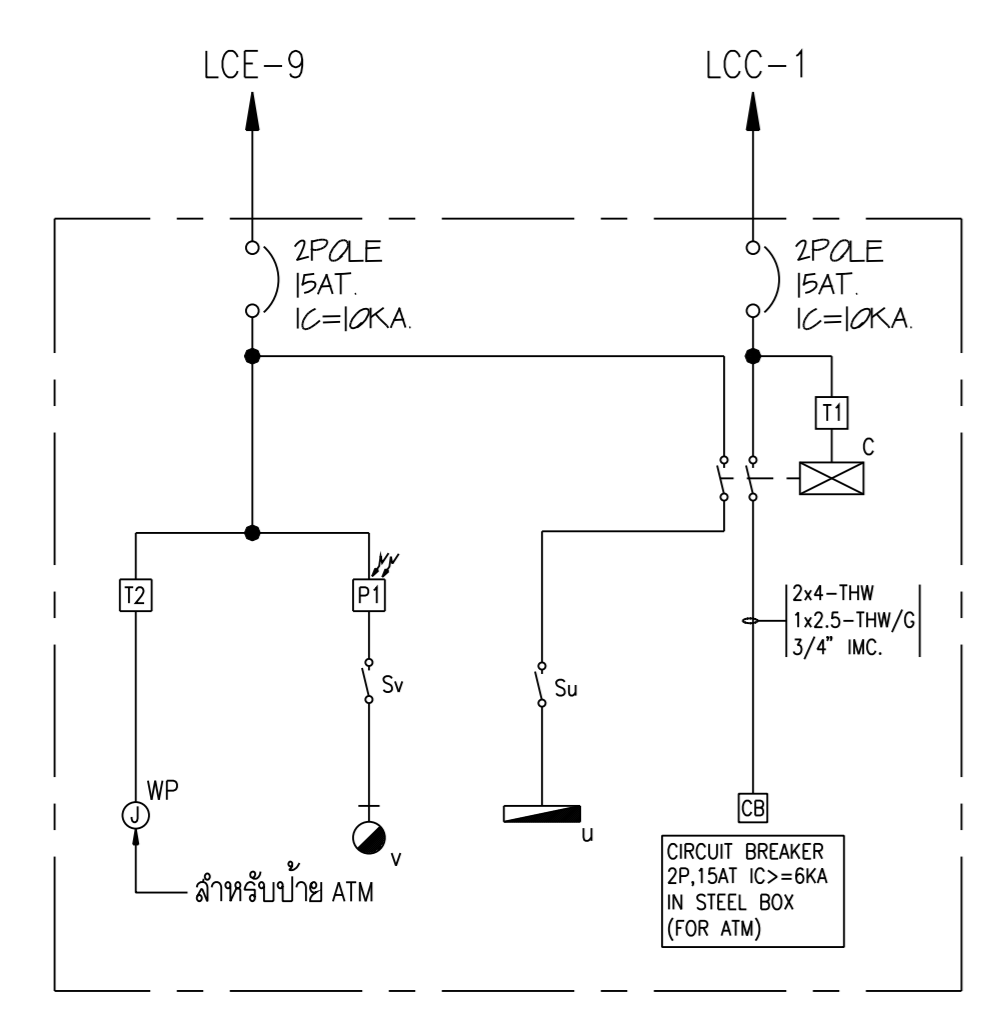 LCE-9
LCC-1
2POLE
15AT.
IC=10KA.
2POLE
15AT.
IC=10KA.
T1
C
T2
P1
2x4-THW
1x2.5-THW/G
3/4" IMC.
Sv
Su
WP
J
CB
v
u
สำหรับป้าย ATM
CIRCUIT BREAKER
2P,15AT IC>=6KA
IN STEEL BOX
(FOR ATM)